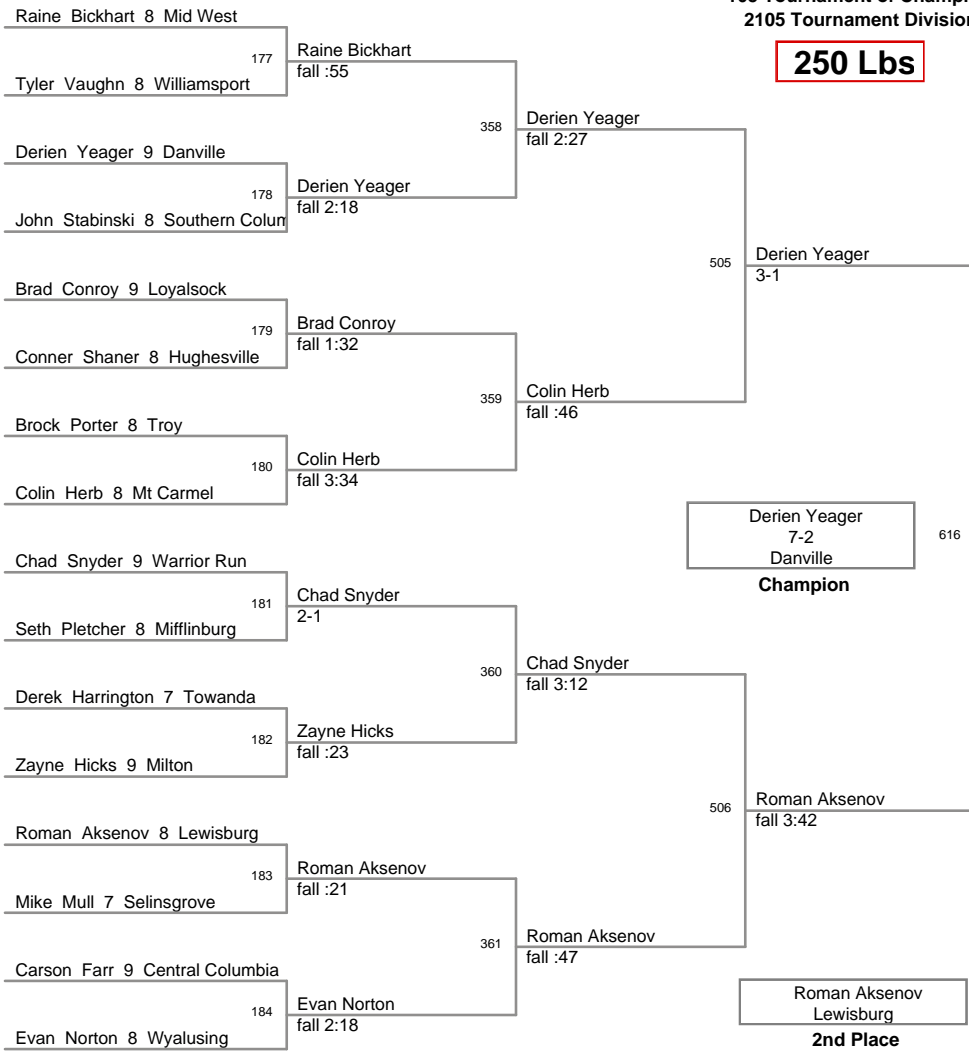 2105 Tournament Division
250 Lbs
Raine Bickhart 8 Mid West
177
Raine Bickhart
fall :55
Tyler Vaughn 8 Williamsport
358
Derien Yeager
fall 2:27
Derien Yeager 9 Danville
178
Derien Yeager
fall 2:18
John Stabinski 8 Southern Colum
505
Derien Yeager
3-1
Brad Conroy 9 Loyalsock
179
Brad Conroy
fall 1:32
Conner Shaner 8 Hughesville
359
Colin Herb
fall :46
Brock Porter 8 Troy
180
Colin Herb
fall 3:34
Colin Herb 8 Mt Carmel
Derien Yeager
7-2
Danville
616
Champion
Chad Snyder 9 Warrior Run
181
Chad Snyder
2-1
Seth Pletcher 8 Mifflinburg
360
Chad Snyder
fall 3:12
Derek Harrington 7 Towanda
182
Zayne Hicks
fall :23
Zayne Hicks 9 Milton
506
Roman Aksenov
fall 3:42
Roman Aksenov 8 Lewisburg
183
Roman Aksenov
fall :21
Mike Mull 7 Selinsgrove
361
Roman Aksenov
fall :47
Carson Farr 9 Central Columbia
184
Evan Norton
fall 2:18
Evan Norton 8 Wyalusing
Roman Aksenov
Lewisburg
2nd Place